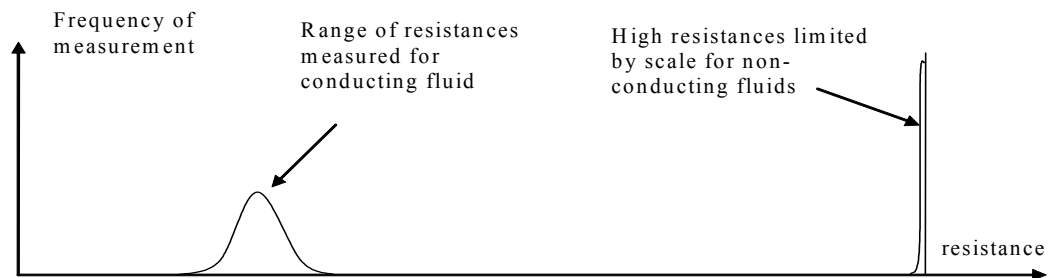 Frequency of
measurement
Range of resistances
measured for
conducting fluid
High resistances limited
by scale for non-
conducting fluids
resistance